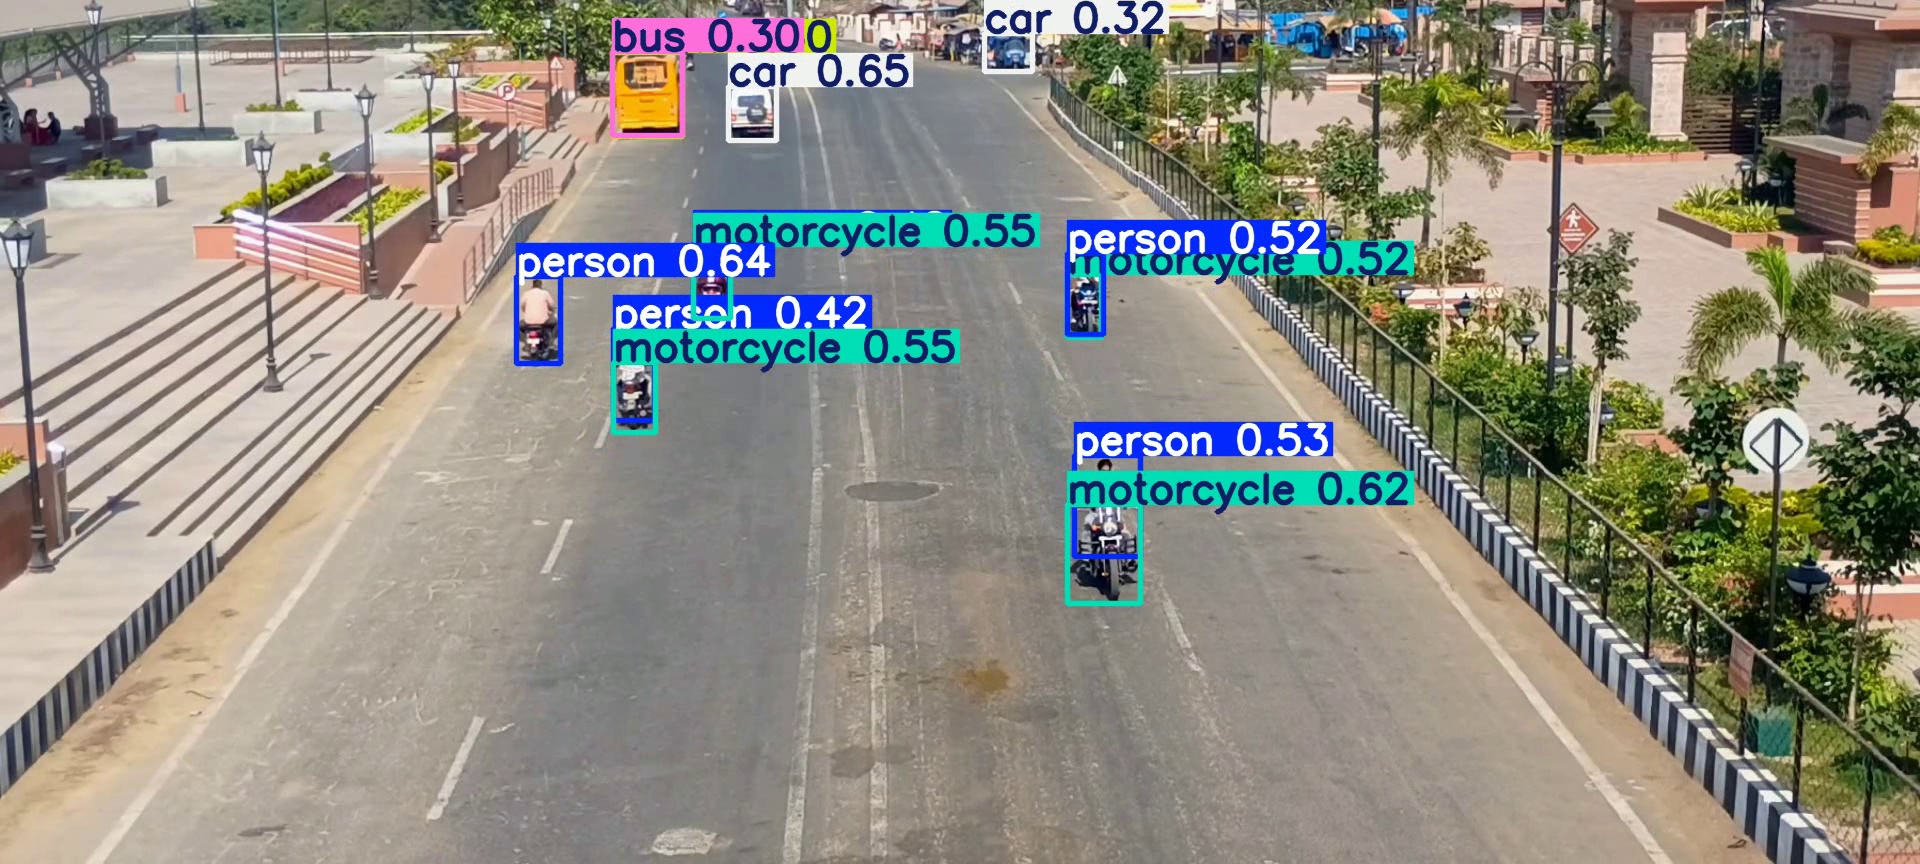 car 0.32
bus 0.300
car 0.65
P
motorcycle 0.55
person 0.52
motorcycle 0.52
person 0.64
person 0.42
motorcycle 0.55
person 0.53
motorcycle 0.62